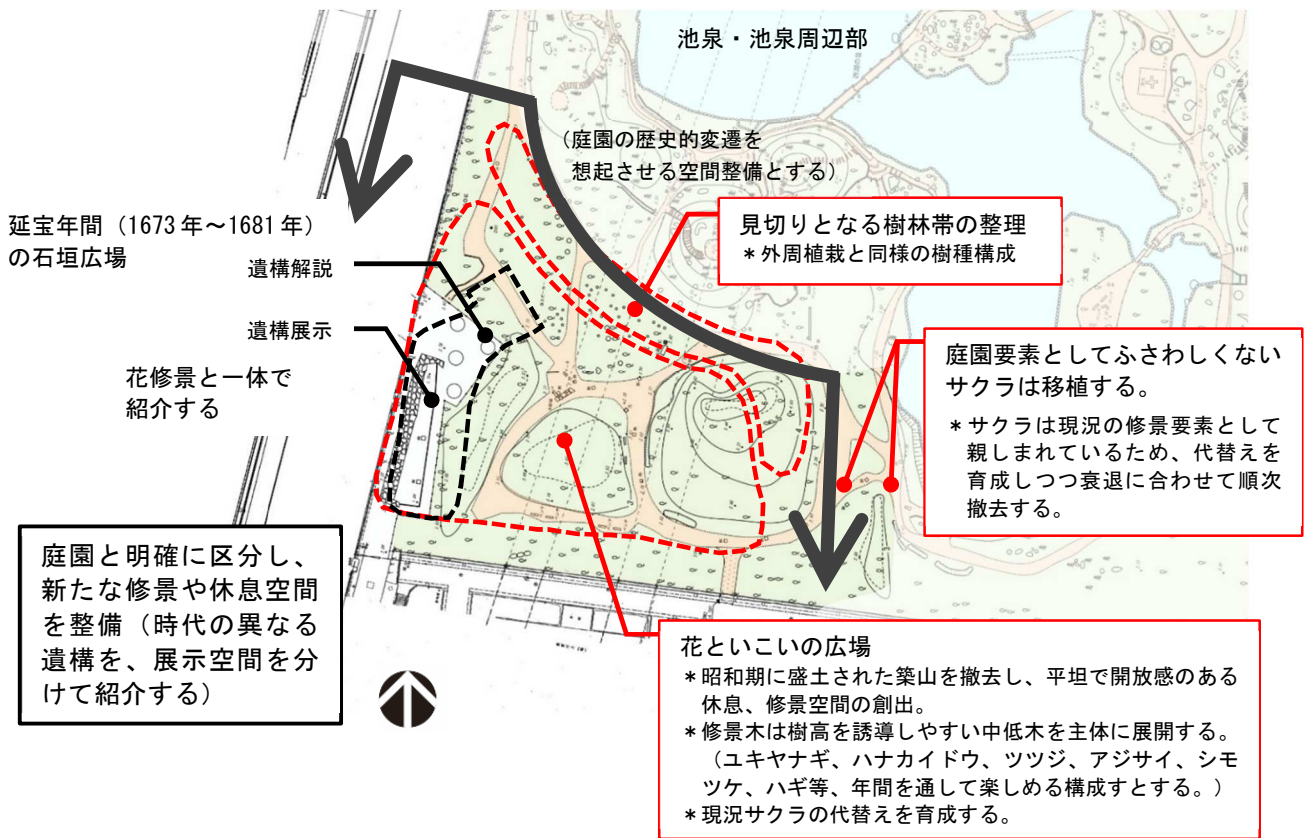 池泉・池泉周辺部
（庭園の歴史的変遷を
想起させる空間整備とする）
延宝年間（1673年～1681年）
の石垣広場
遺構解説
遺構展示
花修景と一体で
紹介する
見切りとなる樹林帯の整理
＊外周植栽と同様の樹種構成
庭園要素としてふさわしくない
サクラは移植する。
＊サクラは現況の修景要素として
親しまれているため、代替えを
育成しつつ衰退に合わせて順次
撤去する。
庭園と明確に区分し、
新たな修景や休息空間
を整備（時代の異なる
遺構を、展示空間を分
けて紹介する）
花といこいの広場
＊昭和期に盛土された築山を撤去し、平坦で開放感のある
休息、修景空間の創出。
＊修景木は樹高を誘導しやすい中低木を主体に展開する。
（ユキヤナギ、ハナカイドウ、ツツジ、アジサイ、シモ
ツケ、ハギ等、年間を通して楽しめる構成すとする。）
＊現況サクラの代替えを育成する。